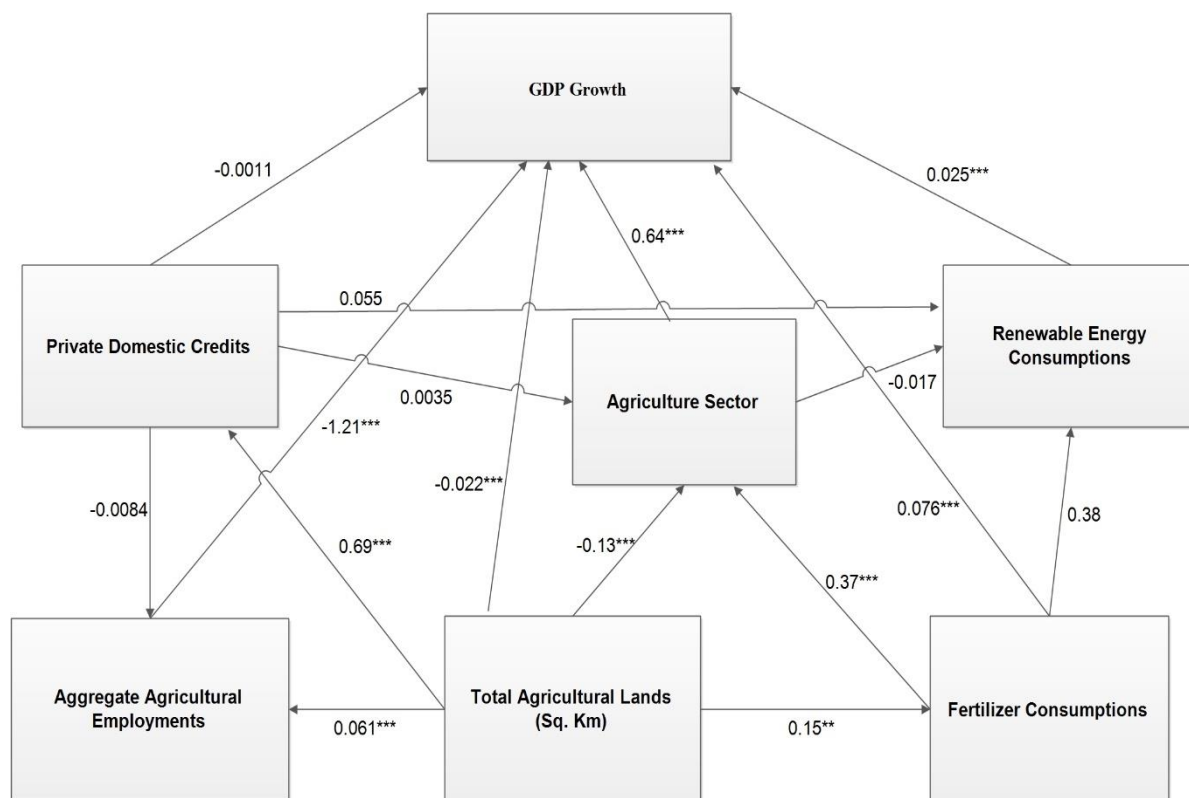 GDP Growth
-0.0011
0.025***
0.64***
Private Domestic Credits
0.055
Renewable Energy
Consumptions
0.0035
Agriculture Sector
-0.017
-1.21***
-0.022***
-0.0084
0.69***
-0.13***
0.37***
0.076***
0.38
Aggregate Agricultural
Employments
0.061***
Total Agricultural Lands
(Sq. Km)
0.15**
Fertilizer Consumptions